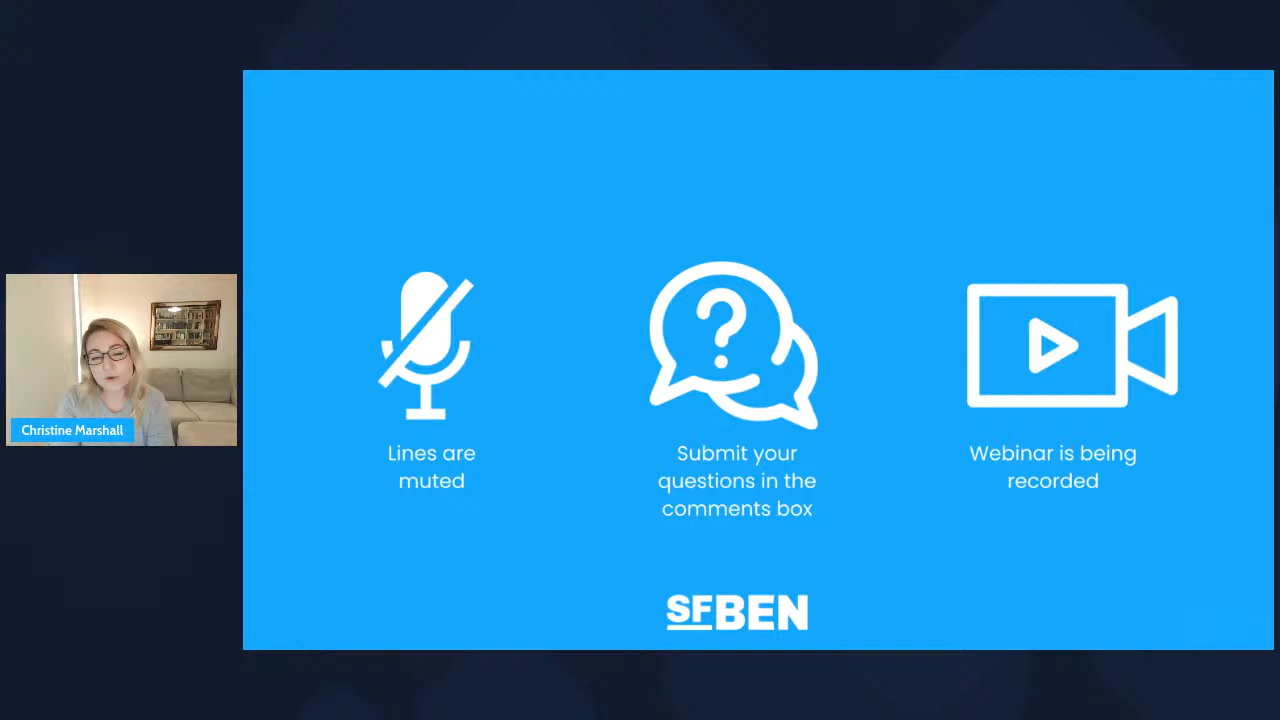 Christine Marshall
Lines are
muted
Submit your
questions in the
comments box
Webinar is being
recorded
SFBEN